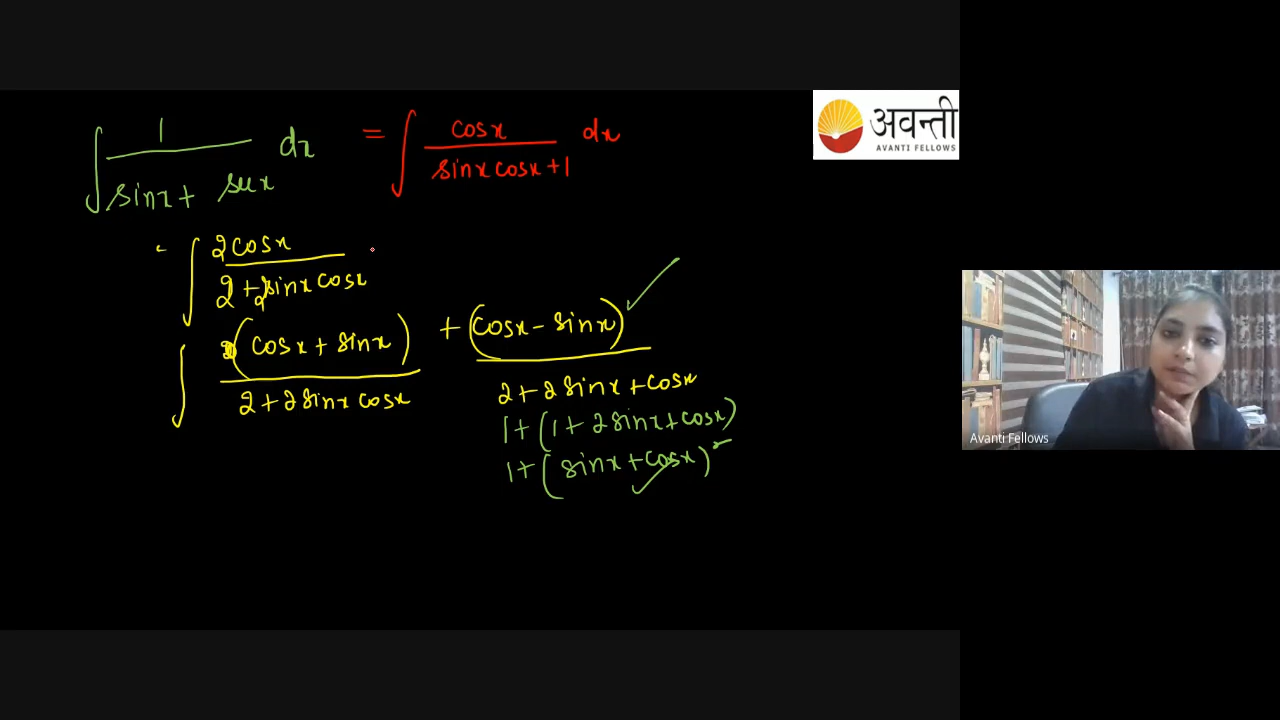 ∫ 1/(sinx + secx) dx = ∫ cosx/(sinx cosx + 1) dx
अवन्ती
AVANTI FELLOWS
∫ 2cosx/(2 + 2sinx cosx)
∫ (cosx + sinx)/(2 + 2sinx cosx) + (cosx - sinx)/(2 + 2sinx + cosx)
1 + (1 + 2sinx + cosx)
1 + (sinx + cosx)²
Avanti Fellows